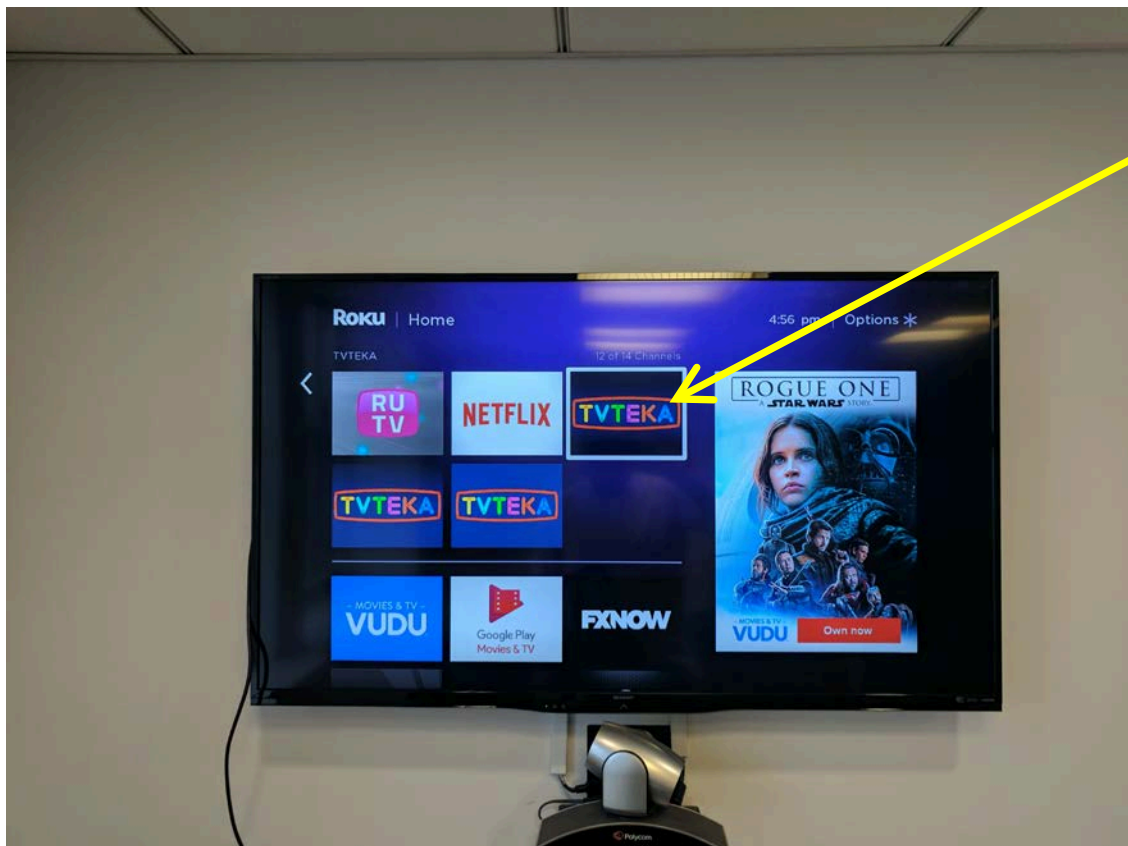 Roku | Home
4:56 pm | Options *
TVTEKA
12 of 14 Channels
RU
TV
NETFLIX
TVTEKA
TVTEKA
TVTEKA
- MOVIES & TV -
VUDU
Google Play
Movies & TV
FXNOW
ROGUE ONE
A STAR WARS STORY
- MOVIES & TV -
VUDU
Own now
Polycom